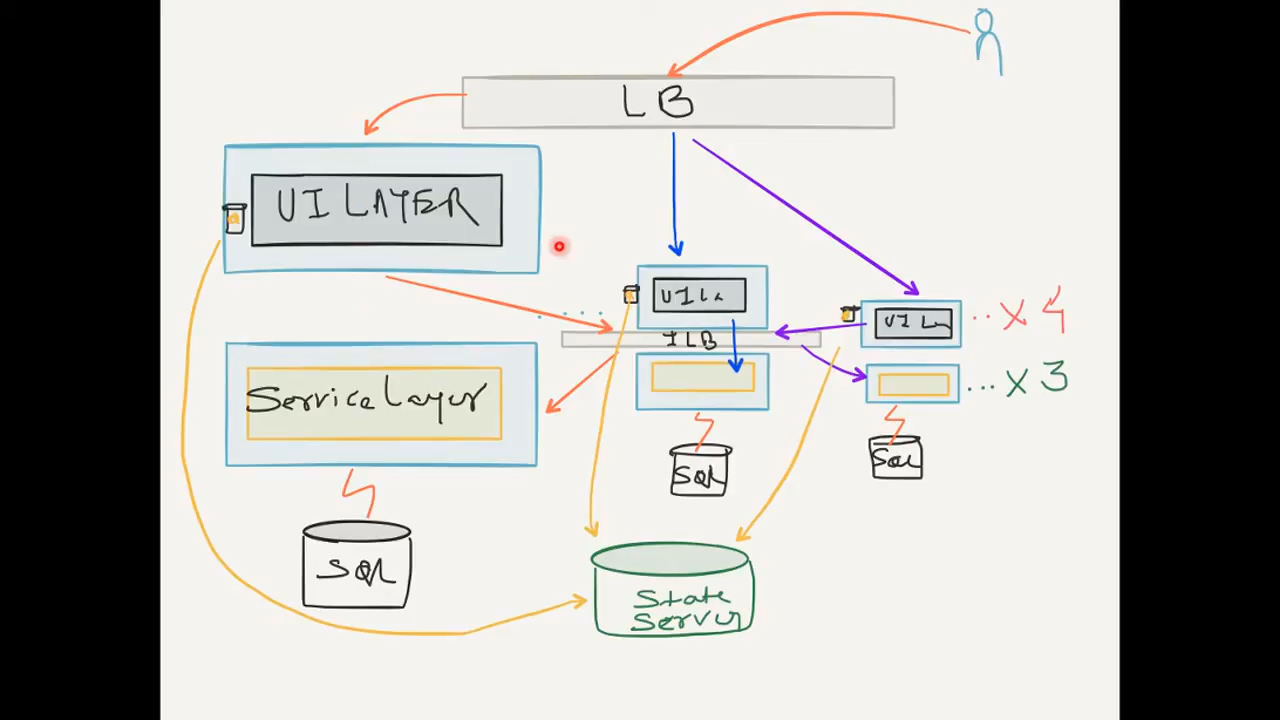 LB
UI LAYER
UI La
ILB
UI La
..X 4
...X 3
Service Layer
SQL
SQL
SQL
State
Server